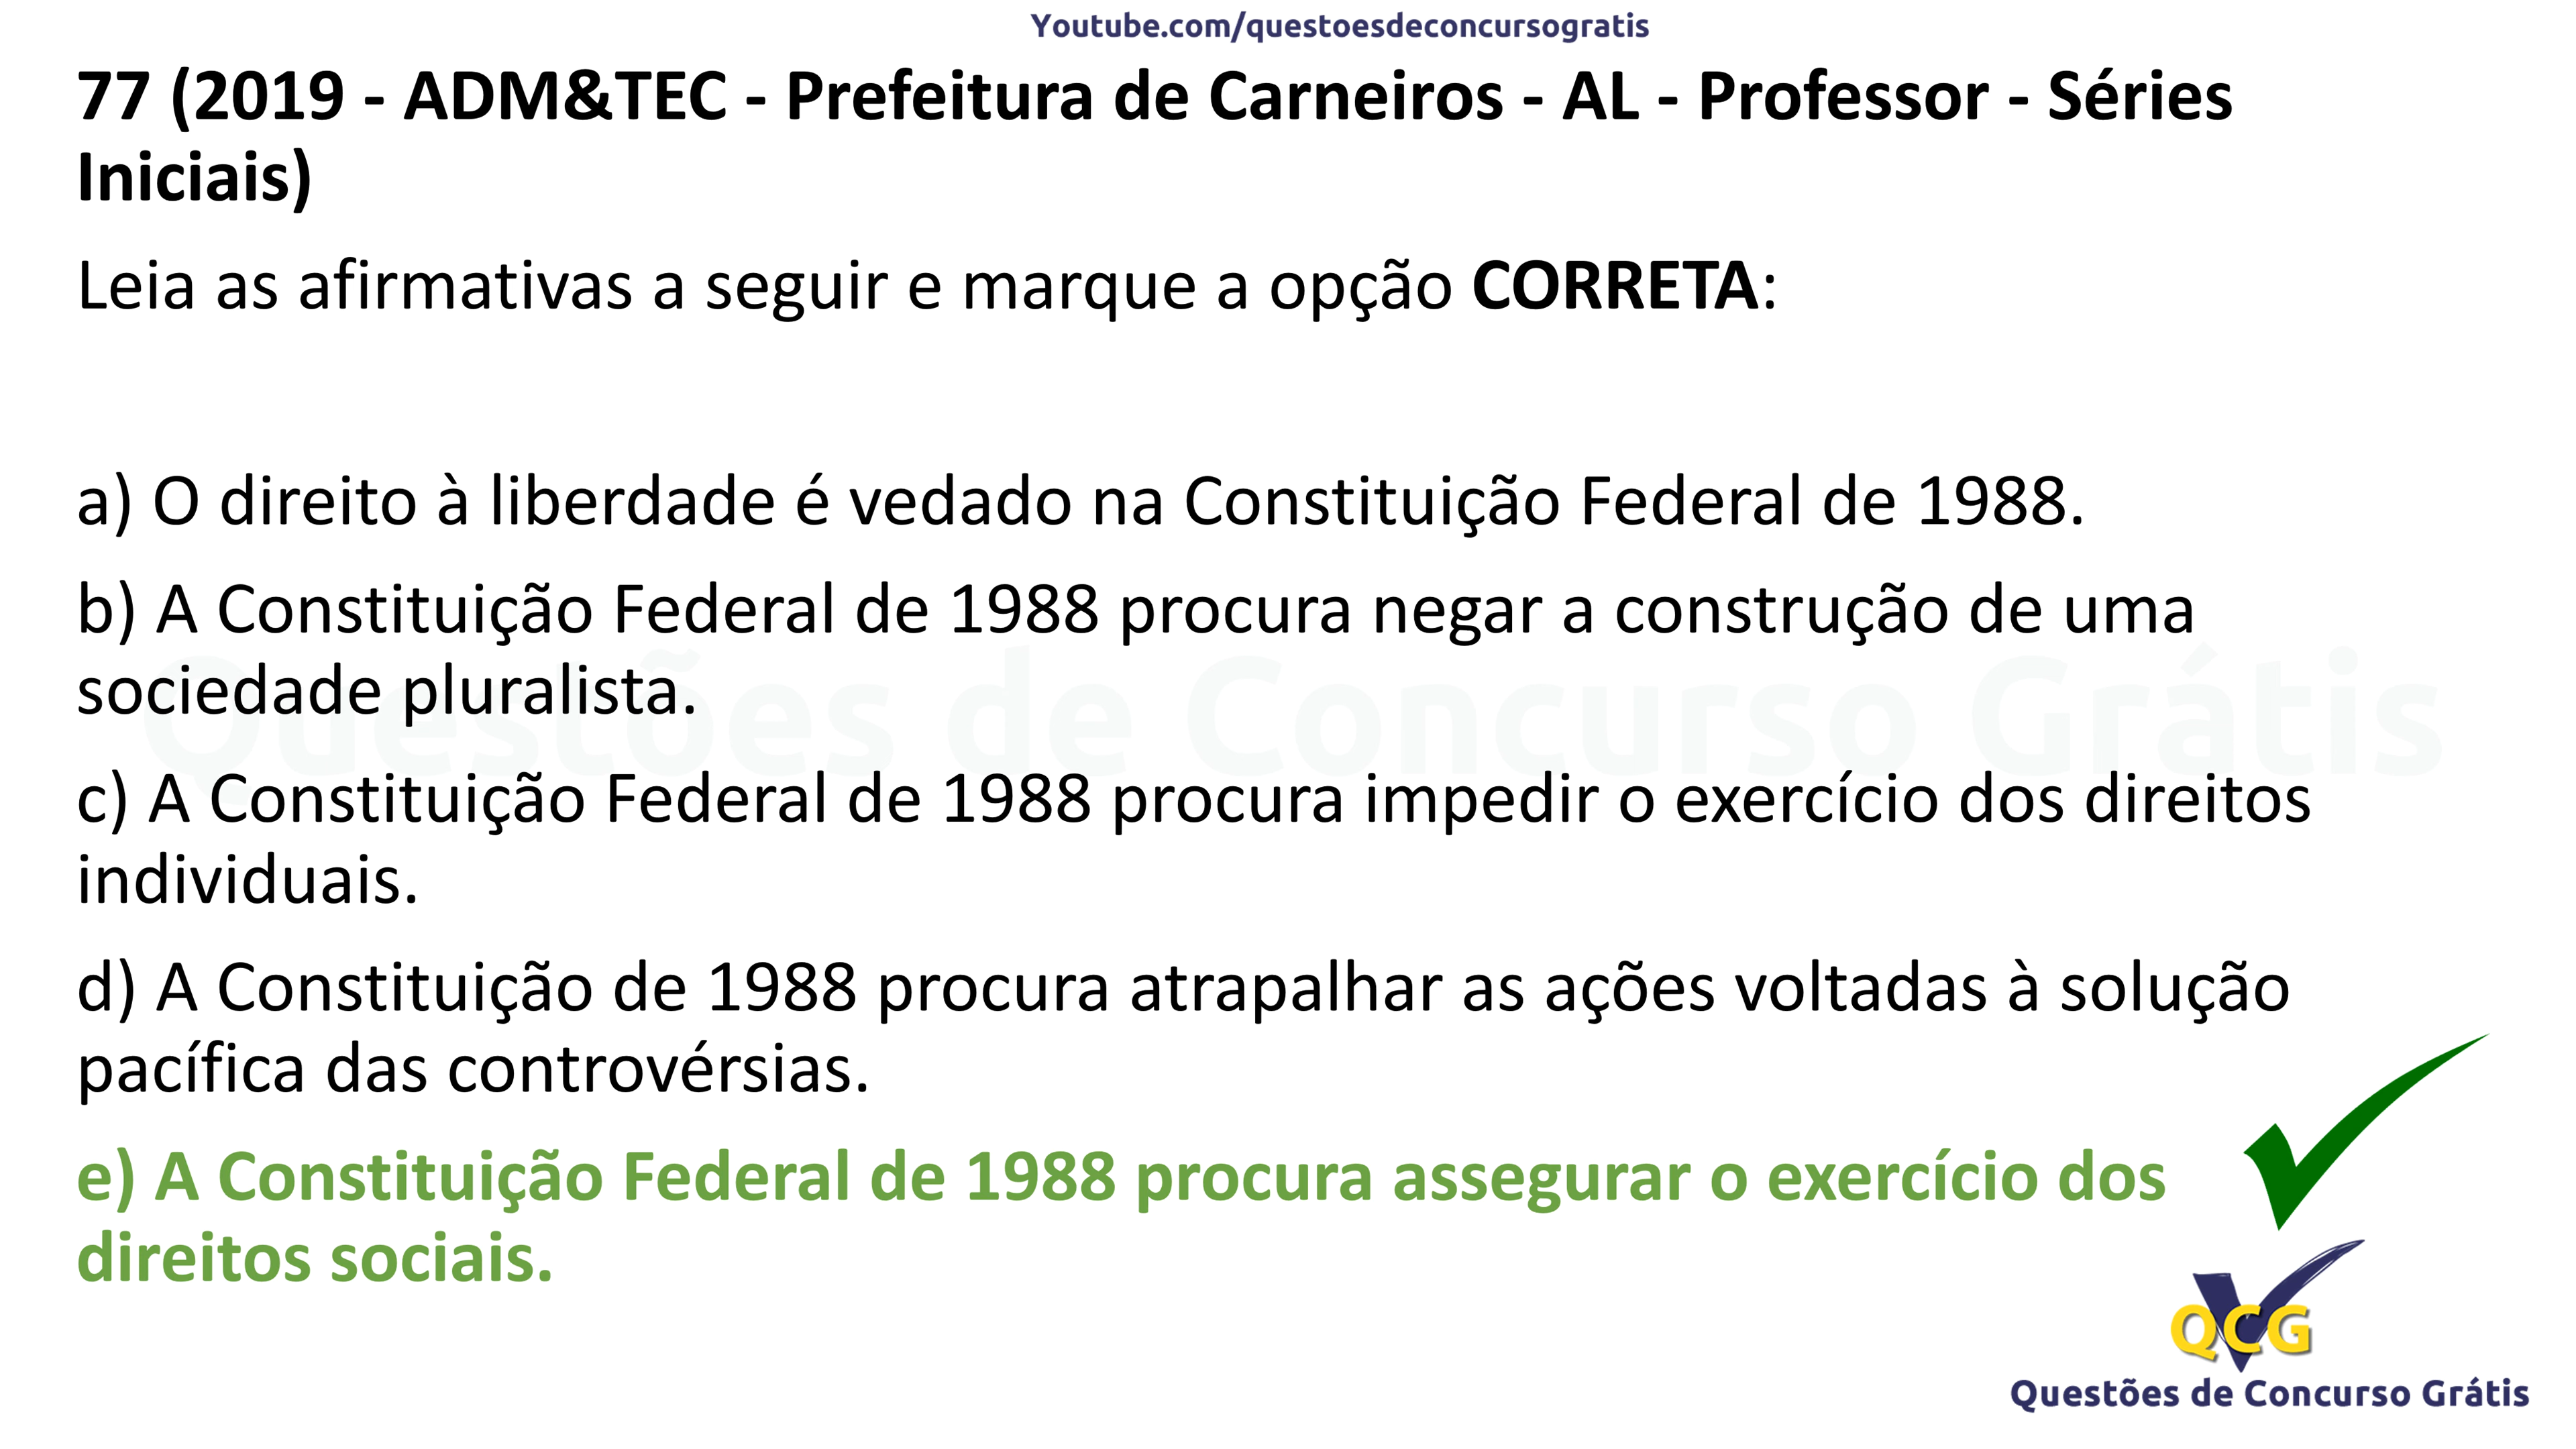 Youtube.com/questoesdeconcursogratis
77 (2019 - ADM&TEC - Prefeitura de Carneiros - AL - Professor - Séries
Iniciais)
Leia as afirmativas a seguir e marque a opção CORRETA:
a) O direito à liberdade é vedado na Constituição Federal de 1988.
b) A Constituição Federal de 1988 procura negar a construção de uma
sociedade pluralista.
Questões de Concurso Grátis
c) A Constituição Federal de 1988 procura impedir o exercício dos direitos
individuais.
d) A Constituição de 1988 procura atrapalhar as ações voltadas à solução
pacífica das controvérsias.
e) A Constituição Federal de 1988 procura assegurar o exercício dos
direitos sociais.
QCG
Questões de Concurso Grátis